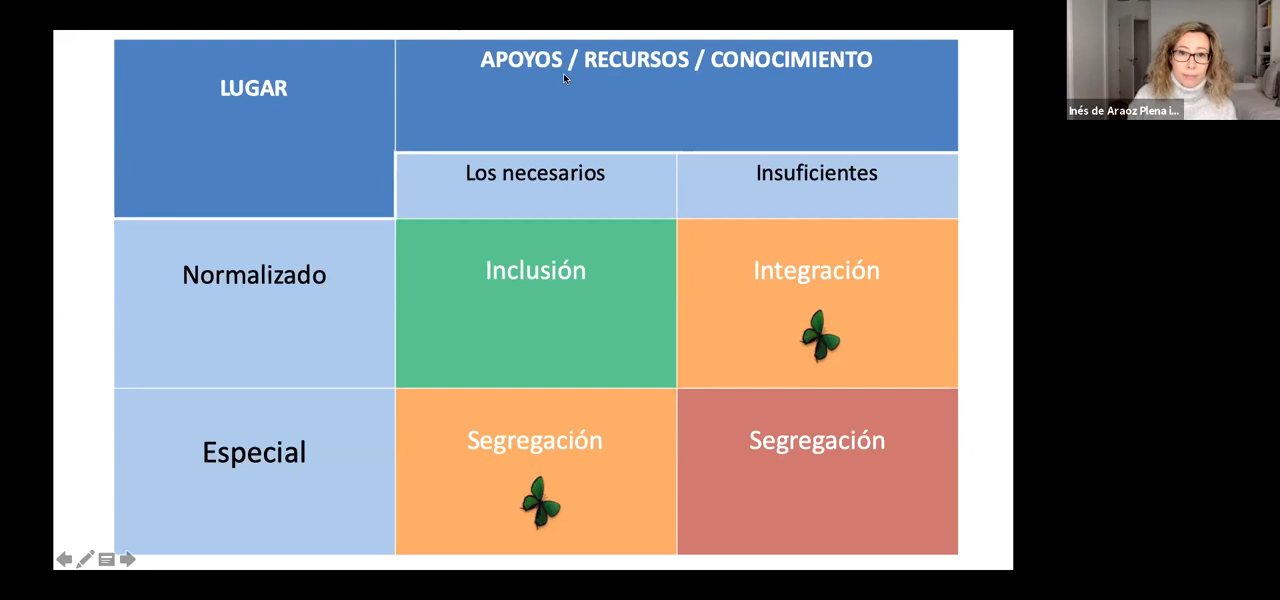 LUGAR
APOYOS / RECURSOS / CONOCIMIENTO
Los necesarios
Insuficientes
Normalizado
Inclusión
Integración
Especial
Segregación
Segregación
Inés de Araoz Plena i...